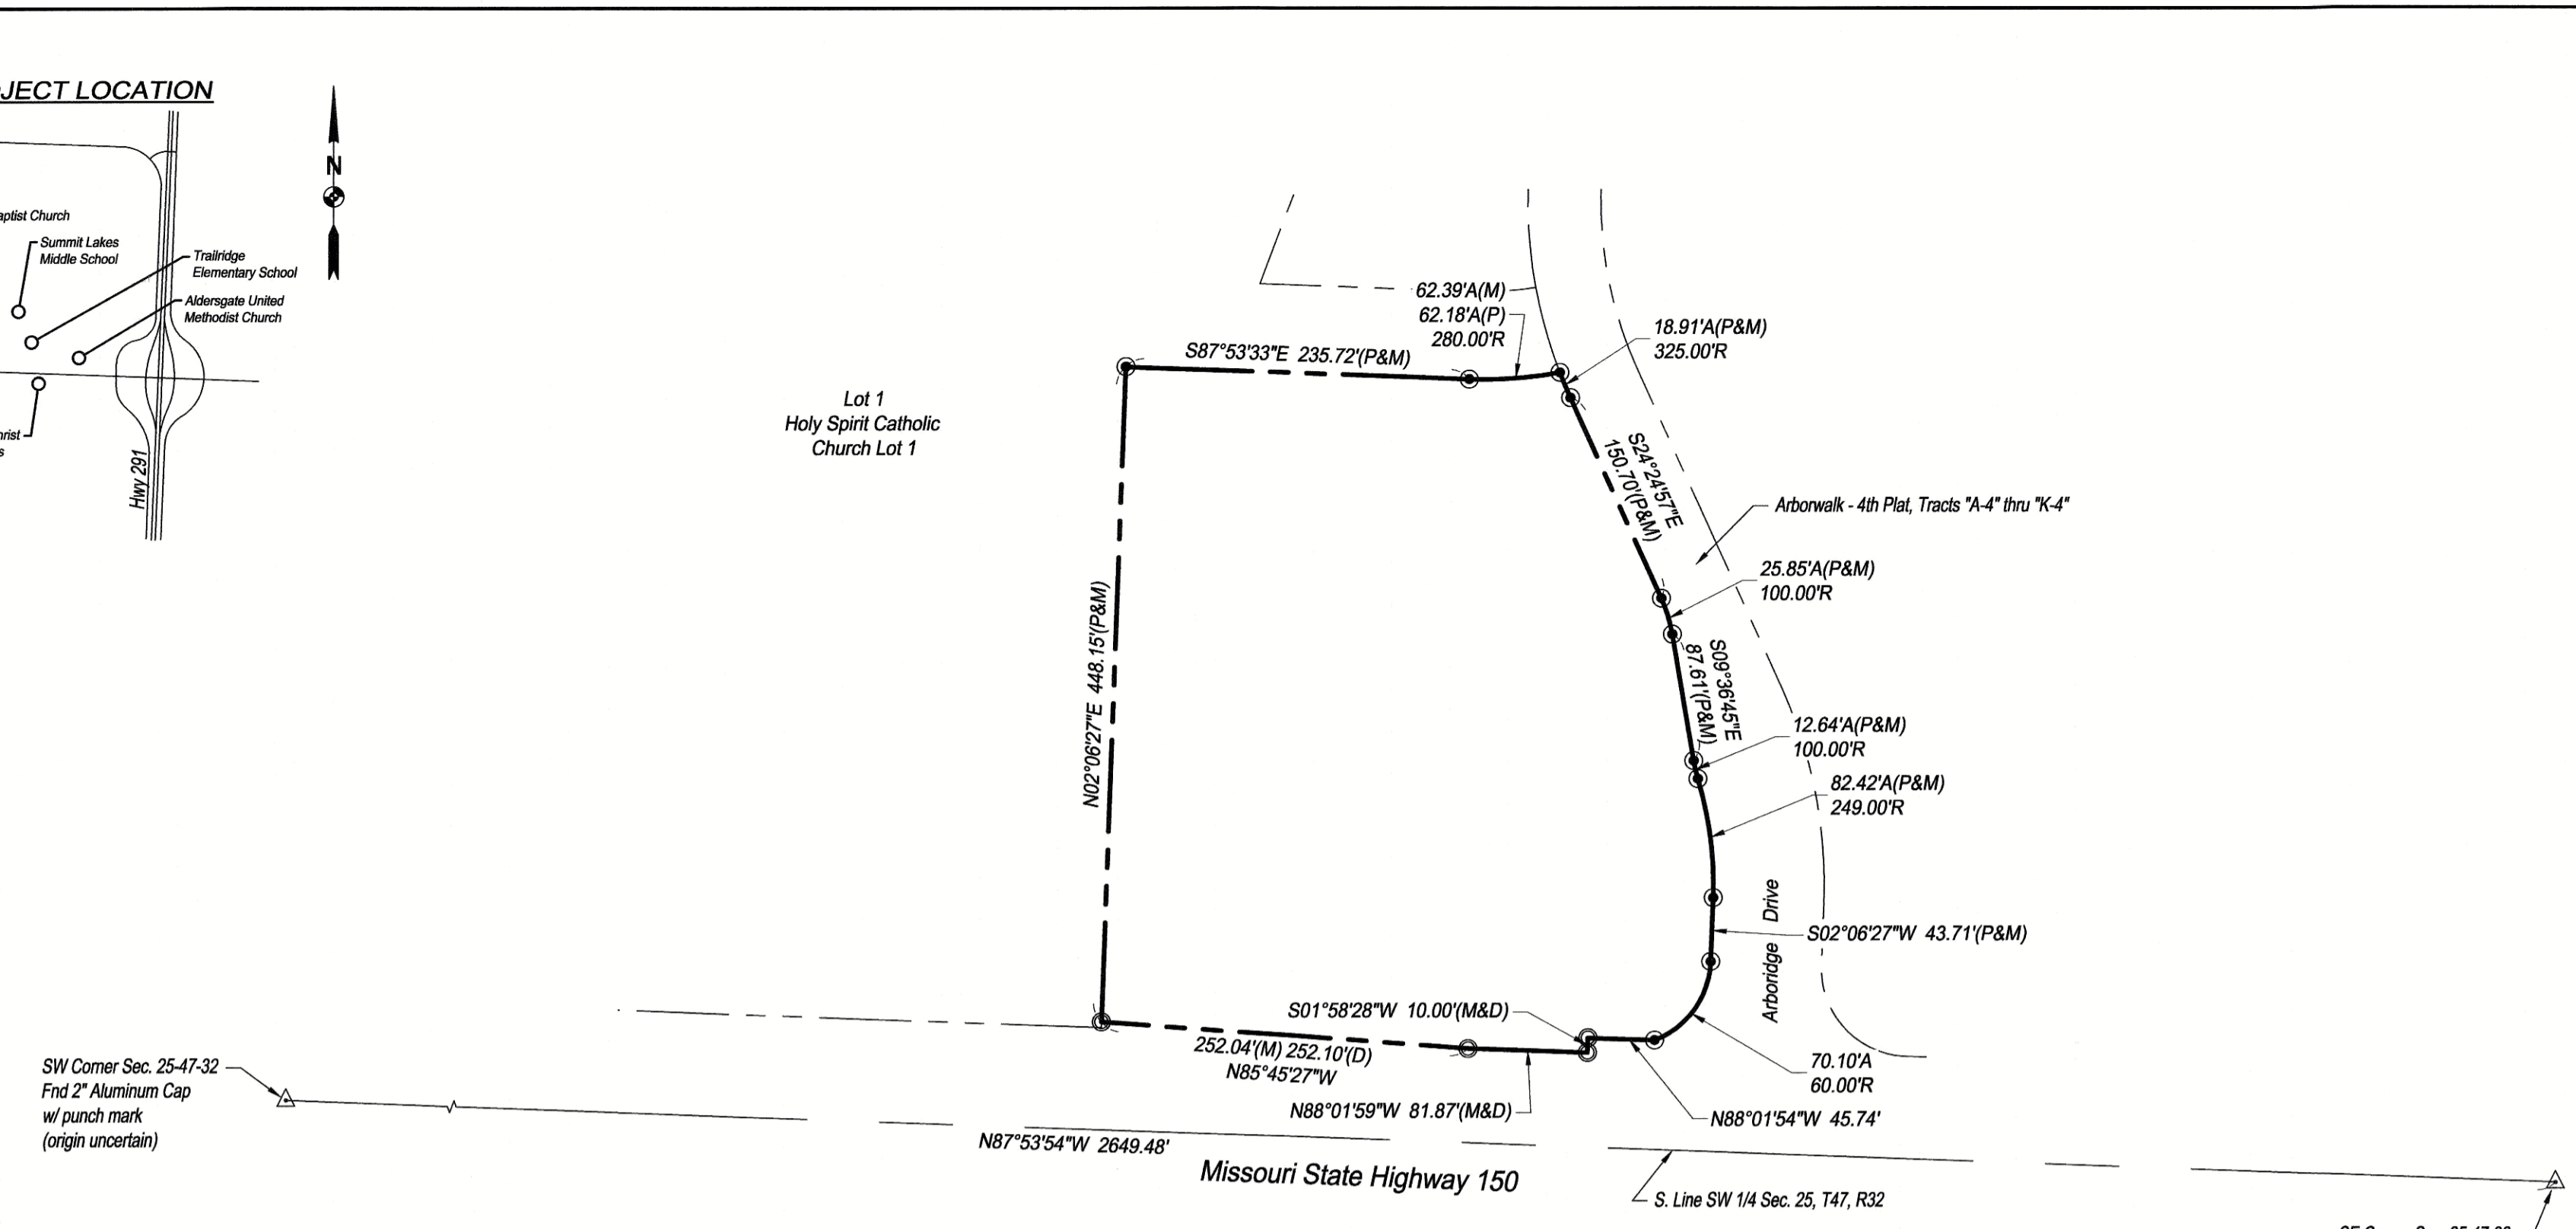 JECT LOCATION
N
aptist Church
Summit Lakes
Middle School
Trailridge
Elementary School
Aldersgate United
Methodist Church
Hwy 291
Lot 1
Holy Spirit Catholic
Church Lot 1
62.39'A(M)
62.18'A(P)
280.00'R
18.91'A(P&M)
325.00'R
S87°53'33"E 235.72'(P&M)
S24°24'57"E
150.70'(P&M)
Arborwalk - 4th Plat, Tracts "A-4" thru "K-4"
25.85'A(P&M)
100.00'R
N02°06'27"E 448.15'(P&M)
S09°36'45"E
87.61'(P&M)
12.64'A(P&M)
100.00'R
82.42'A(P&M)
249.00'R
Arboridge Drive
S02°06'27"W 43.71'(P&M)
S01°58'28"W 10.00'(M&D)
252.04'(M) 252.10'(D)
N85°45'27"W
70.10'A
60.00'R
N88°01'59"W 81.87'(M&D)
N88°01'54"W 45.74'
SW Corner Sec. 25-47-32
Fnd 2" Aluminum Cap
w/ punch mark
(origin uncertain)
N87°53'54"W 2649.48'
Missouri State Highway 150
S. Line SW 1/4 Sec. 25, T47, R32